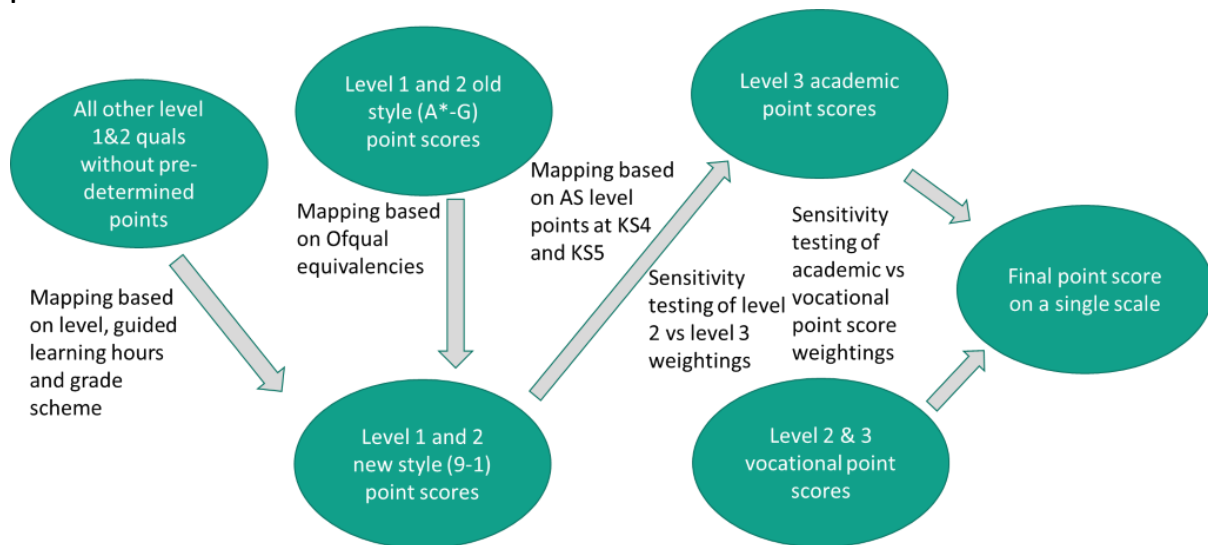 All other level
1&2 quals
without pre-
determined
points
Level 1 and 2 old
style (A*-G)
point scores
Level 3 academic
point scores
Mapping based
on Ofqual
equivalencies
Mapping based
on AS level
points at KS4
and KS5
Sensitivity
testing of level
2 vs level 3
weightings
Sensitivity
testing of
academic vs
vocational
point score
weightings
Final point score
on a single scale
Mapping based
on level, guided
learning hours
and grade
scheme
Level 1 and 2
new style (9-1)
point scores
Level 2 & 3
vocational point
scores